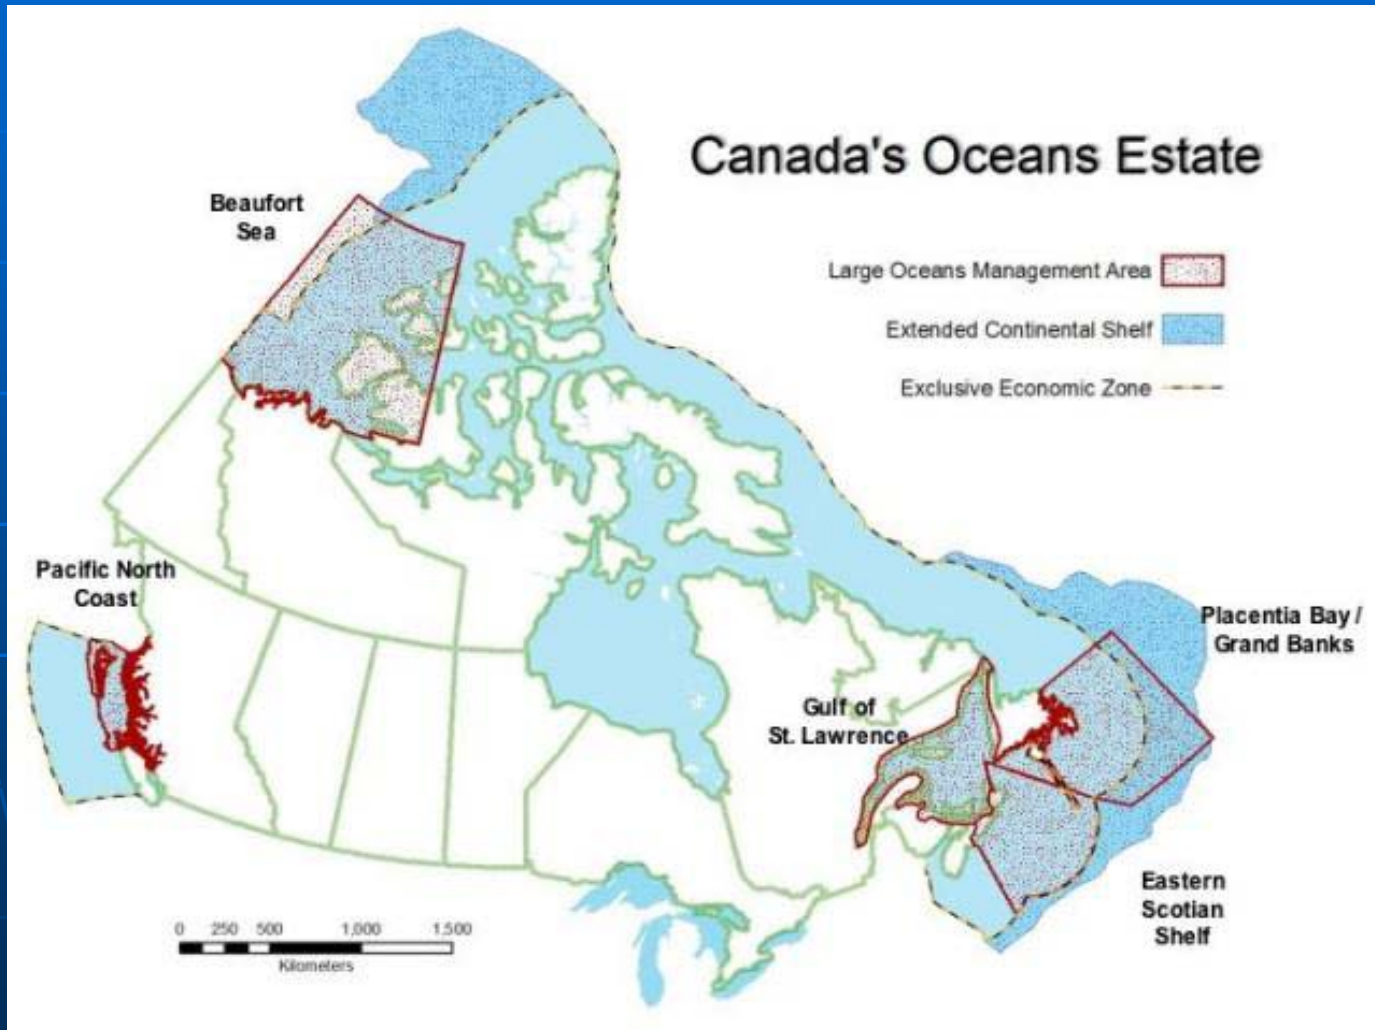 Canada's Oceans Estate
Beaufort
Sea
Large Oceans Management Area
Extended Continental Shelf
Exclusive Economic Zone
Pacific North
Coast
Placentia Bay /
Grand Banks
Gulf of
St. Lawrence
Eastern
Scotian
Shelf
0 250 500 1,000 1,500
Kilometers